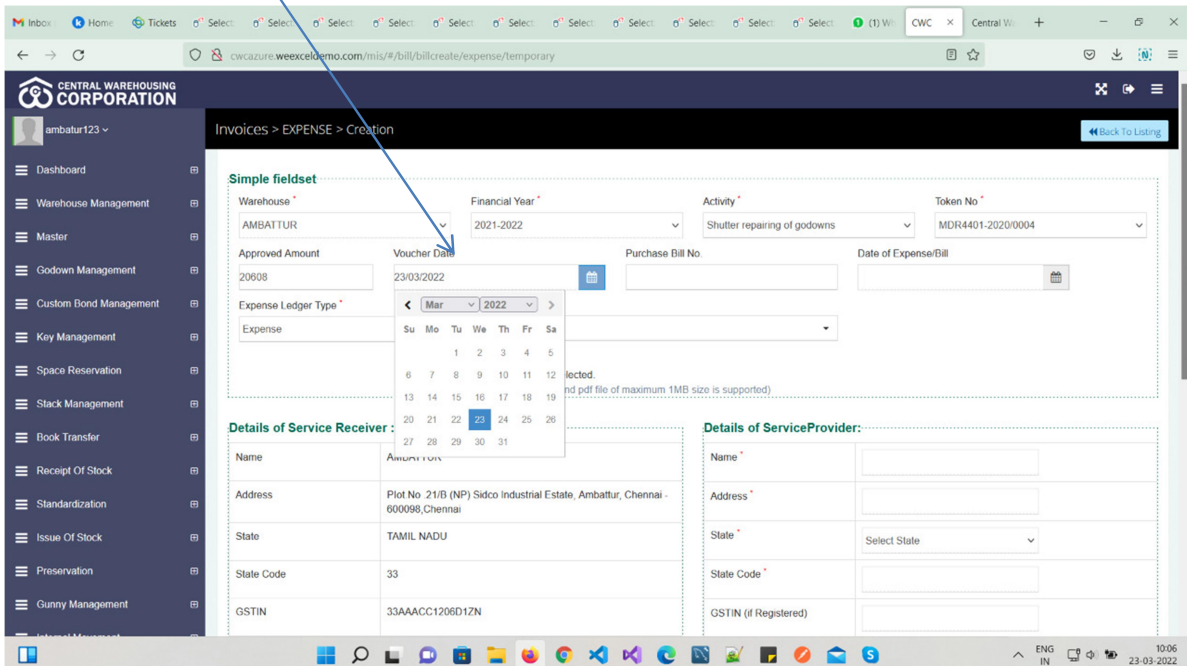 Inbox
Home
Tickets
Select
Select
Select
Select
Select
Select
Select
Select
Select
Select
Select
(1) W
CWC
Central W
cwcazure.weexceldemo.com/mis/#/bill/billcreate/expense/temporary
CENTRAL WAREHOUSING
CORPORATION
ambatur123
Invoices > EXPENSE > Creation
Back To Listing
Dashboard
Warehouse Management
Master
Godown Management
Custom Bond Management
Key Management
Space Reservation
Stack Management
Book Transfer
Receipt Of Stock
Standardization
Issue Of Stock
Preservation
Gunny Management
Simple fieldset
Warehouse * Financial Year * Activity * Token No *
AMBATTUR 2021-2022 Shutter repairing of godowns MDR4401-2020/0004
Approved Amount Voucher Date Purchase Bill No. Date of Expense/Bill
20608 23/03/2022
Expense Ledger Type *
Expense
Mar 2022
Su Mo Tu We Th Fr Sa
1 2 3 4 5
6 7 8 9 10 11 12
13 14 15 16 17 18 19
20 21 22 23 24 25 26
27 28 29 30 31
lected.
nd pdf file of maximum 1MB size is supported)
Details of Service Receiver :
Name AMBATTUR
Address Plot No .21/B (NP) Sidco Industrial Estate, Ambattur, Chennai -
600098,Chennai
State TAMIL NADU
State Code 33
GSTIN 33AAACC1206D1ZN
Details of ServiceProvider:
Name *
Address *
State * Select State
State Code *
GSTIN (if Registered)
ENG
IN
10:06
23-03-2022